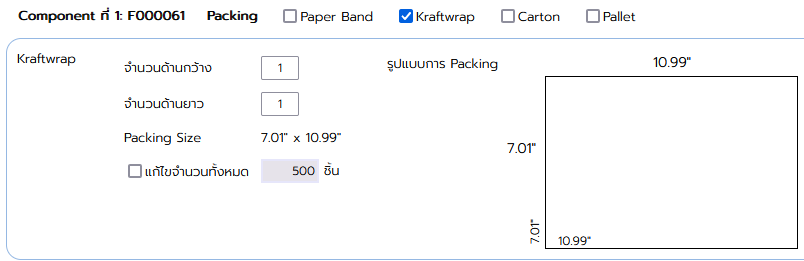 Component ที่ 1: F000061 Packing Paper Band Kraftwrap Carton Pallet
Kraftwrap
จำนวนด้านกว้าง 1
จำนวนด้านยาว 1
Packing Size 7.01" x 10.99"
แก้ไขจำนวนทั้งหมด 500 ชิ้น
รูปแบบการ Packing
10.99"
7.01"
7.01"
10.99"